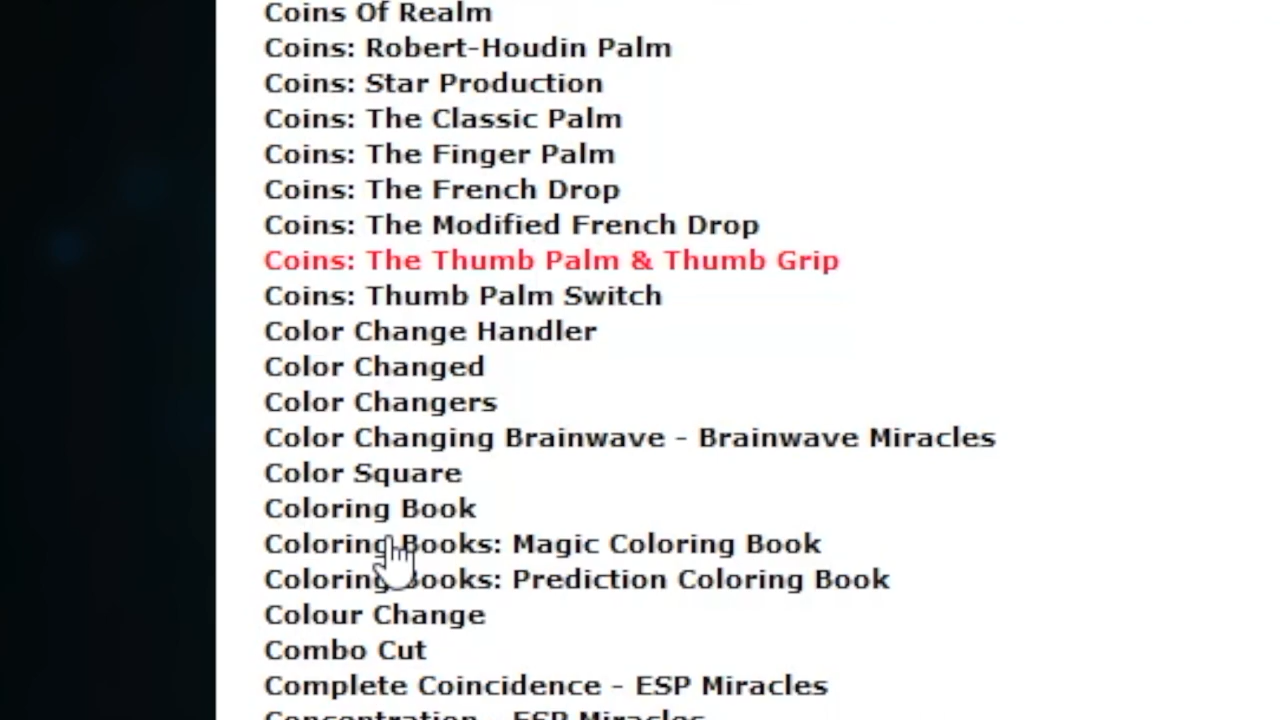 Coins Of Realm
Coins: Robert-Houdin Palm
Coins: Star Production
Coins: The Classic Palm
Coins: The Finger Palm
Coins: The French Drop
Coins: The Modified French Drop
Coins: The Thumb Palm & Thumb Grip
Coins: Thumb Palm Switch
Color Change Handler
Color Changed
Color Changers
Color Changing Brainwave - Brainwave Miracles
Color Square
Coloring Book
Coloring Books: Magic Coloring Book
Coloring Books: Prediction Coloring Book
Colour Change
Combo Cut
Complete Coincidence - ESP Miracles
Concentration - ESP Miracles